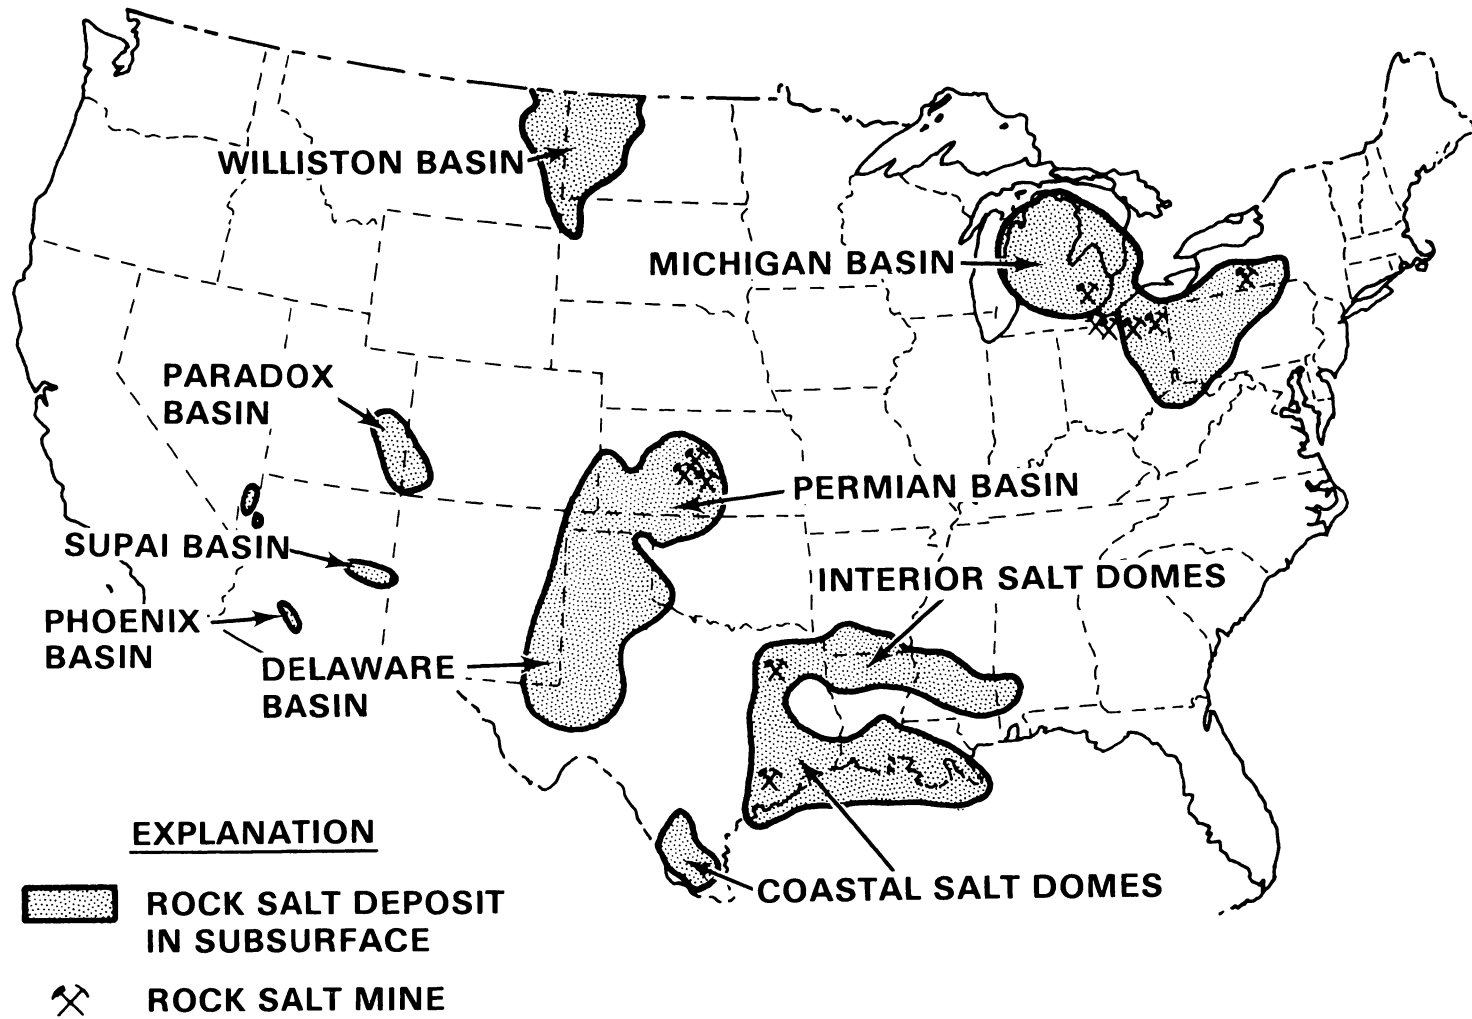 WILLISTON BASIN
MICHIGAN BASIN
PARADOX
BASIN
PERMIAN BASIN
SUPAI BASIN
INTERIOR SALT DOMES
PHOENIX
BASIN
DELAWARE
BASIN
EXPLANATION
COASTAL SALT DOMES
ROCK SALT DEPOSIT
IN SUBSURFACE
ROCK SALT MINE